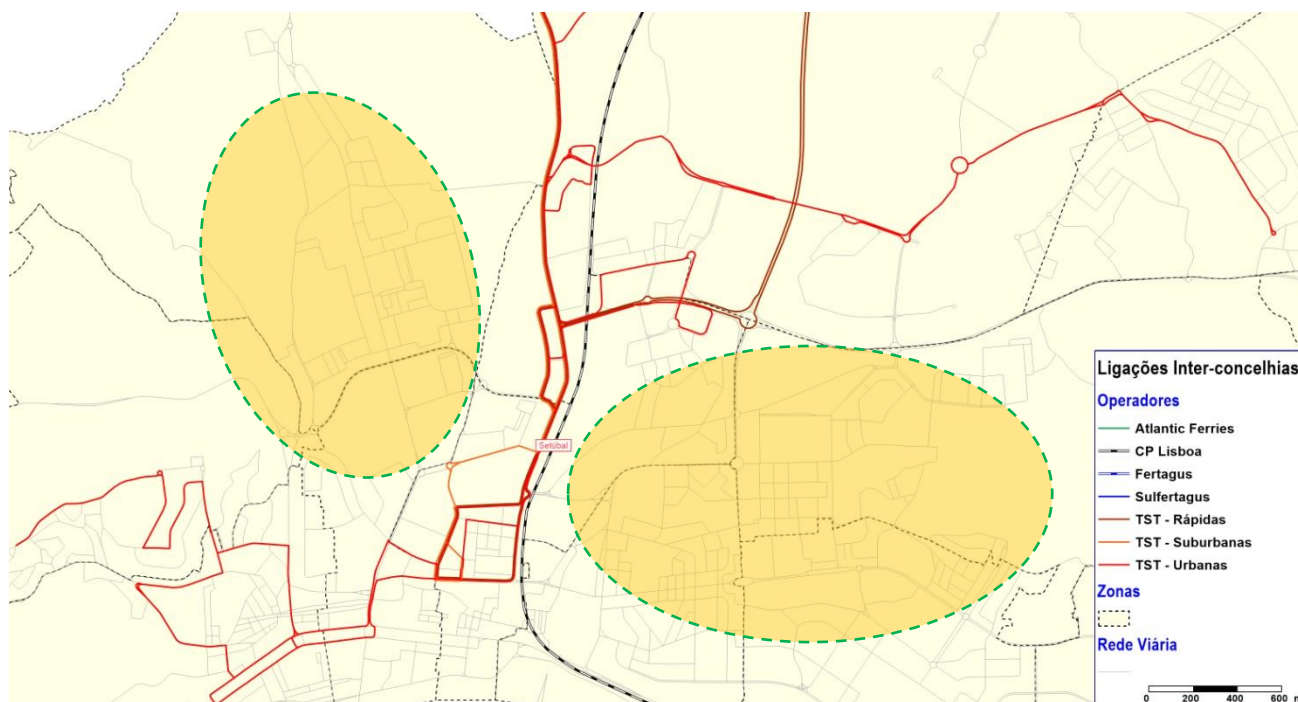 Setúbal
Ligações Inter-concelhias
Operadores
Atlantic Ferries
CP Lisboa
Fertagus
Sulfertagus
TST - Rápidas
TST - Suburbanas
TST - Urbanas
Zonas
Rede Viária
0 200 400 600 m